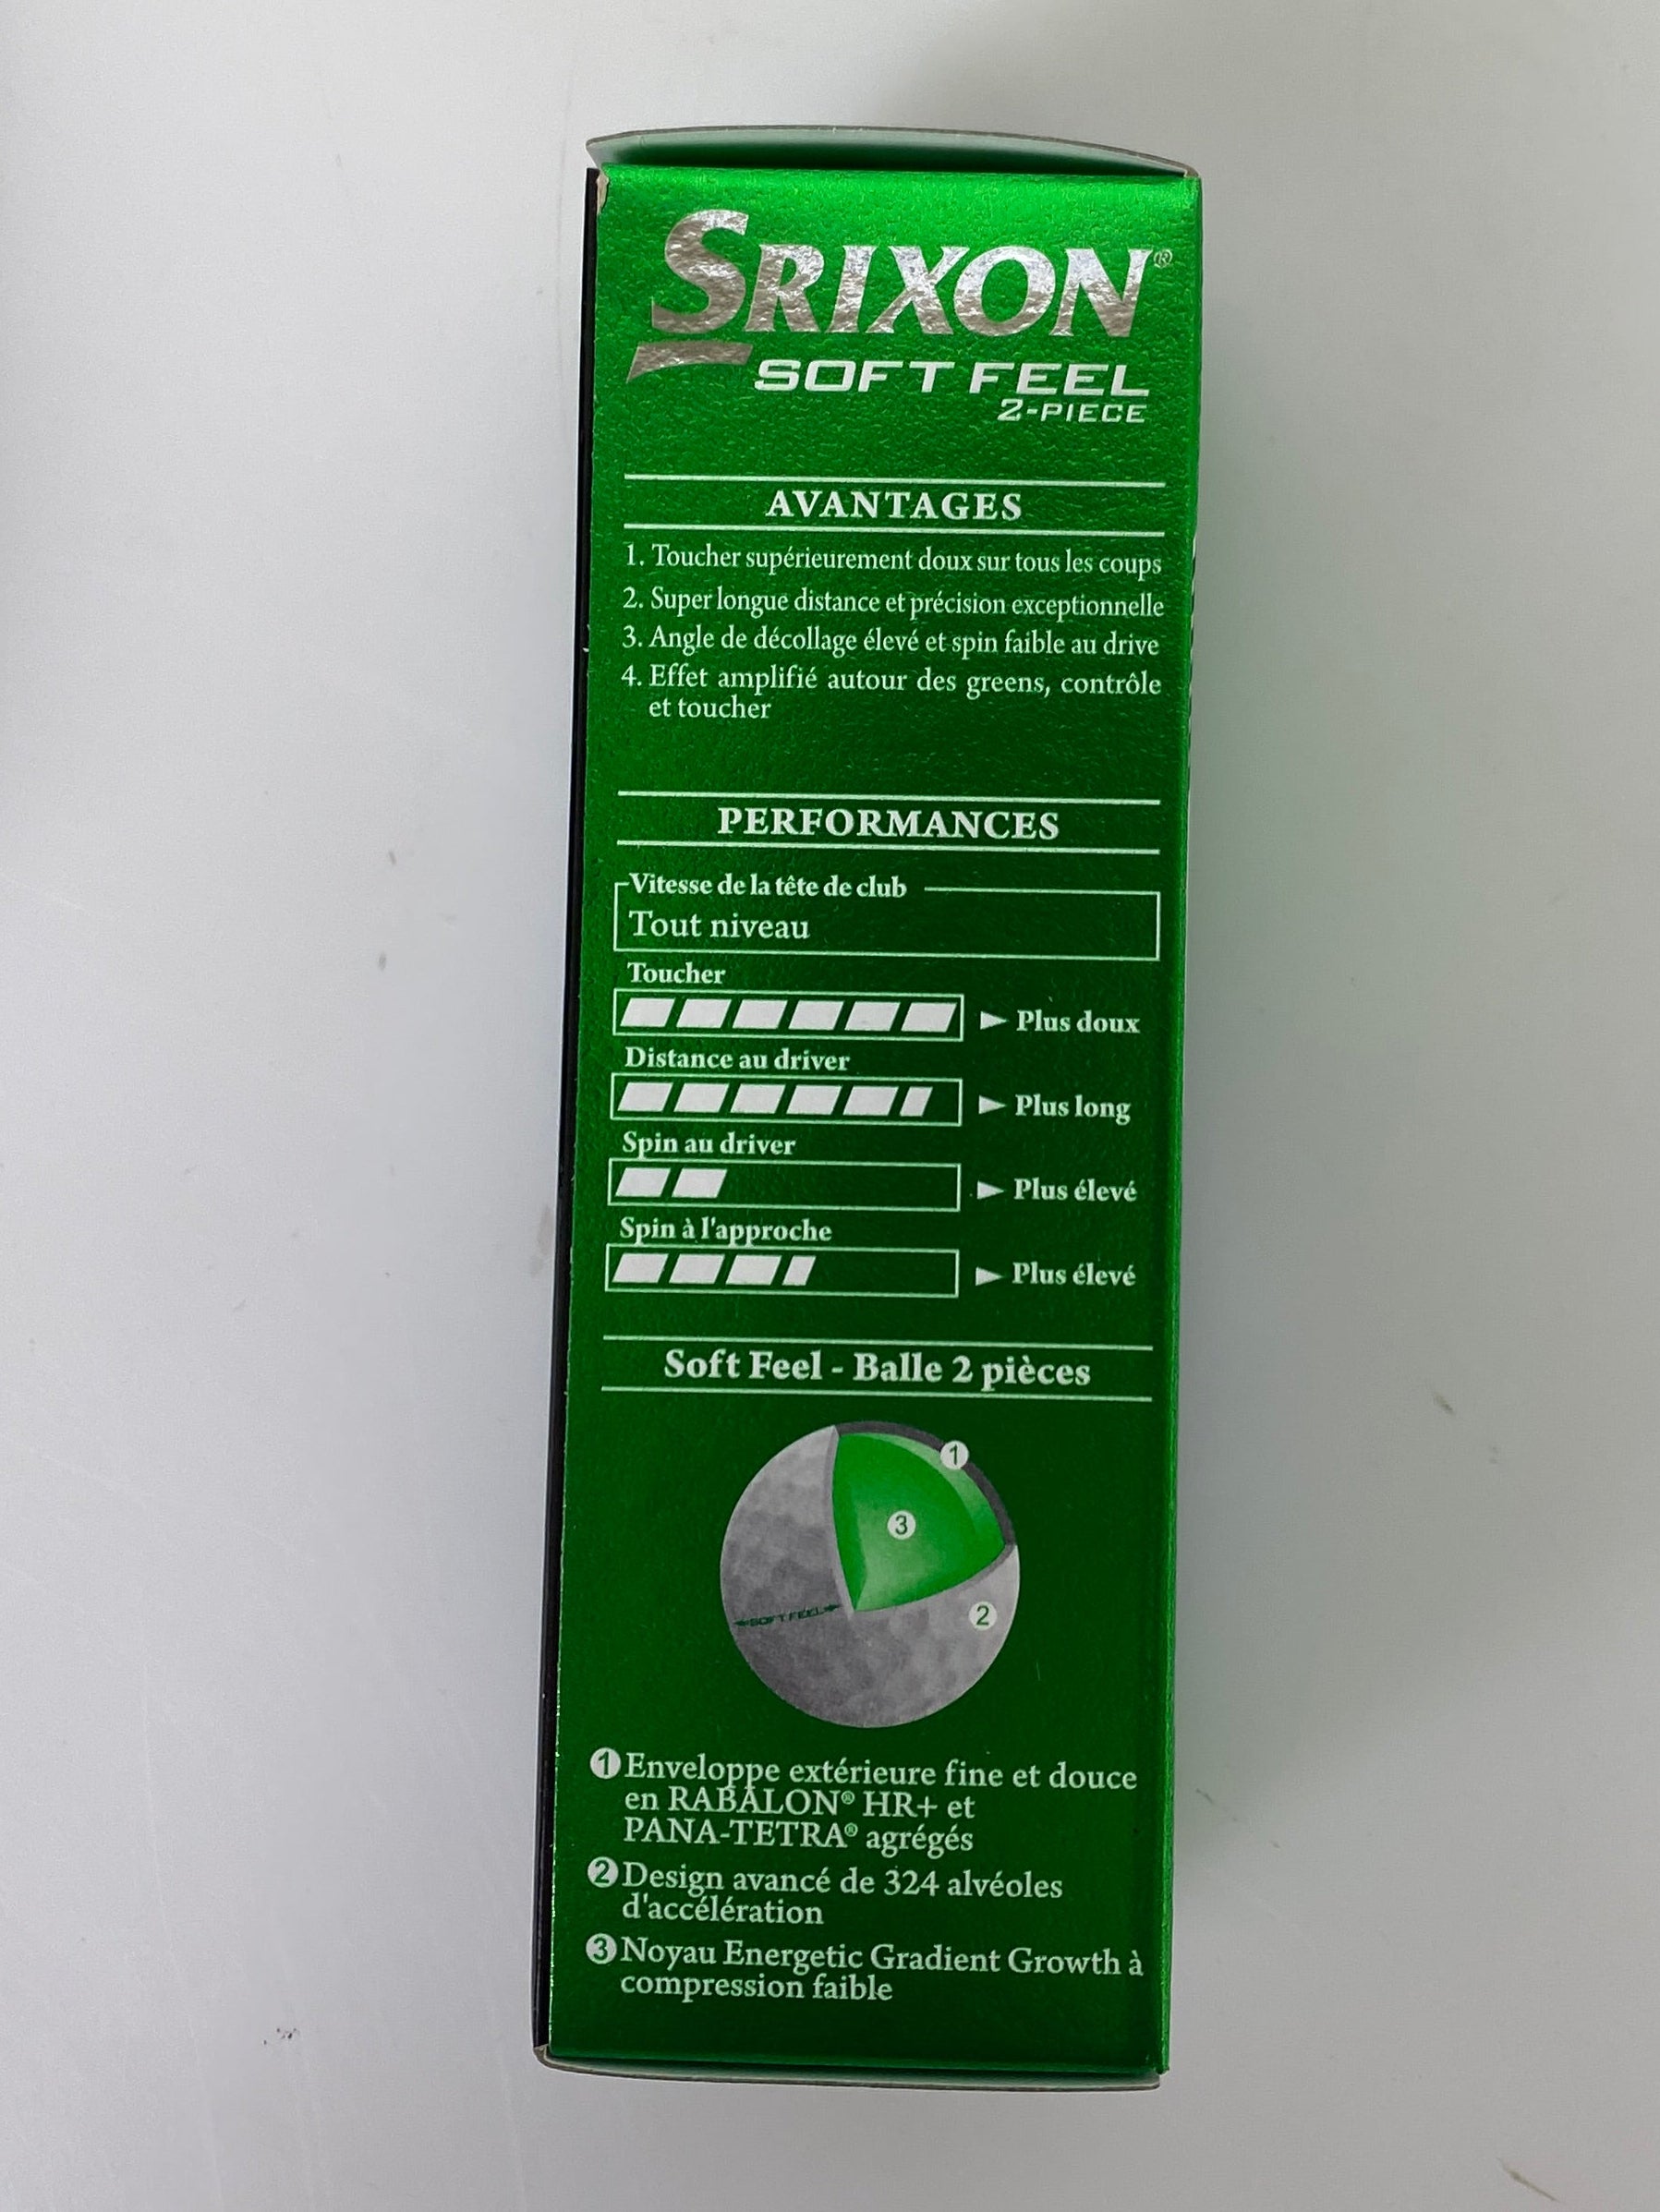 SRIXON®
SOFT FEEL
2-PIECE
AVANTAGES
1. Toucher supérieurement doux sur tous les coups
2. Super longue distance et précision exceptionnelle
3. Angle de décollage élevé et spin faible au drive
4. Effet amplifié autour des greens, contrôle
et toucher
PERFORMANCES
Vitesse de la tête de club
Tout niveau
Toucher
Plus doux
Distance au driver
Plus long
Spin au driver
Plus élevé
Spin à l'approche
Plus élevé
Soft Feel - Balle 2 pièces
1
3
2
SOFT FEEL
1 Enveloppe extérieure fine et douce
en RABALON® HR+ et
PANA-TETRA® agrégés
2 Design avancé de 324 alvéoles
d'accélération
3 Noyau Energetic Gradient Growth à
compression faible